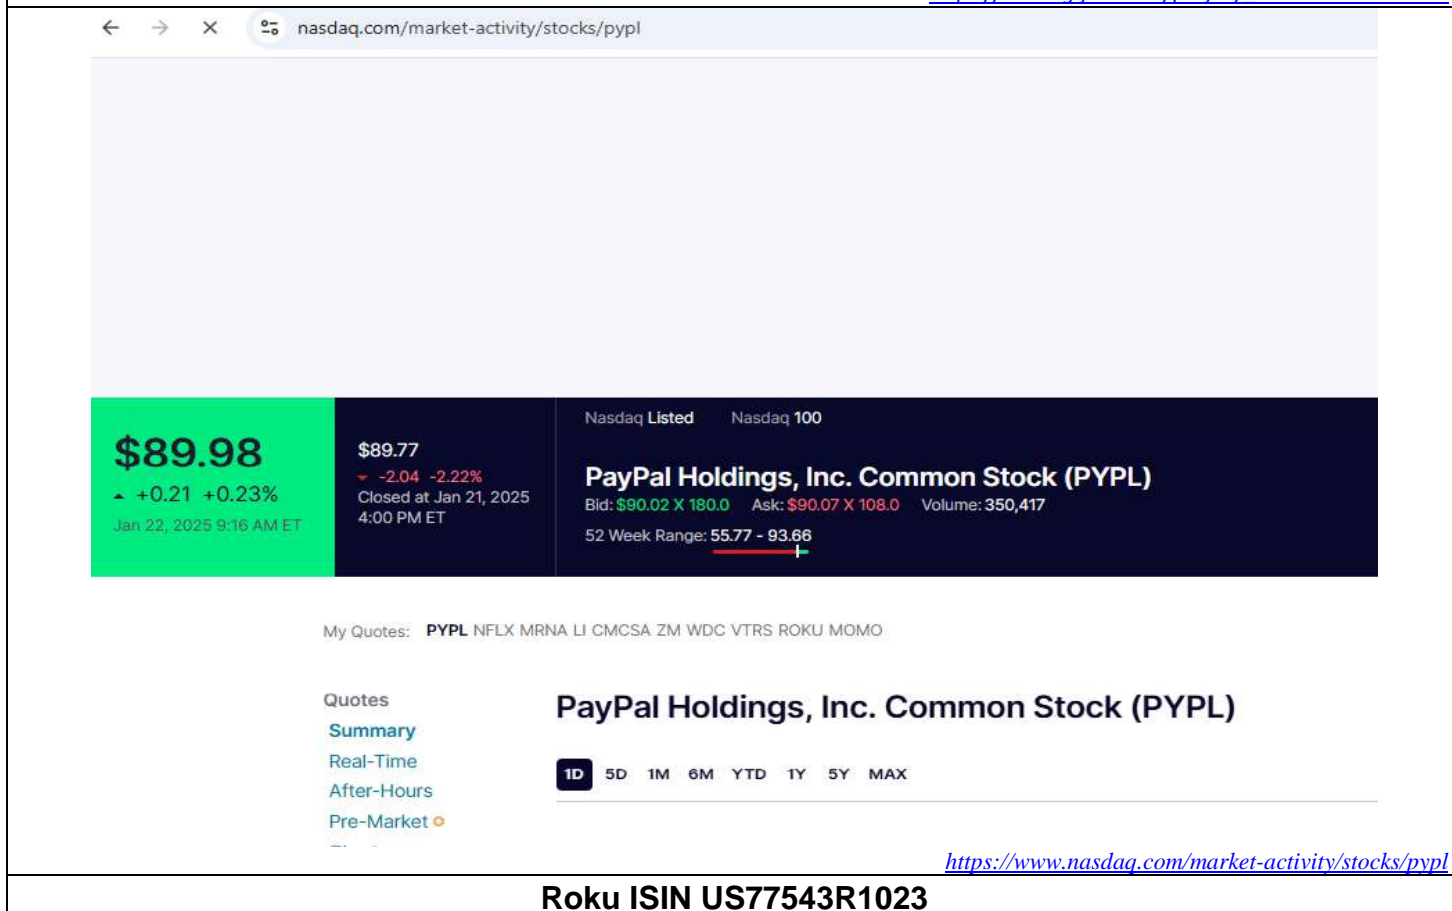 nasdaq.com/market-activity/stocks/pypl
$89.98
+0.21 +0.23%
Jan 22, 2025 9:16 AM ET
$89.77
-2.04 -2.22%
Closed at Jan 21, 2025
4:00 PM ET
Nasdaq Listed Nasdaq 100
PayPal Holdings, Inc. Common Stock (PYPL)
Bid: $90.02 X 180.0 Ask: $90.07 X 108.0 Volume: 350,417
52 Week Range: 55.77 - 93.66
My Quotes: PYPL NFLX MRNA LI CMCSA ZM WDC VTRS ROKU MOMO
Quotes
Summary
Real-Time
After-Hours
Pre-Market
PayPal Holdings, Inc. Common Stock (PYPL)
1D 5D 1M 6M YTD 1Y 5Y MAX
https://www.nasdaq.com/market-activity/stocks/pypl
Roku ISIN US77543R1023